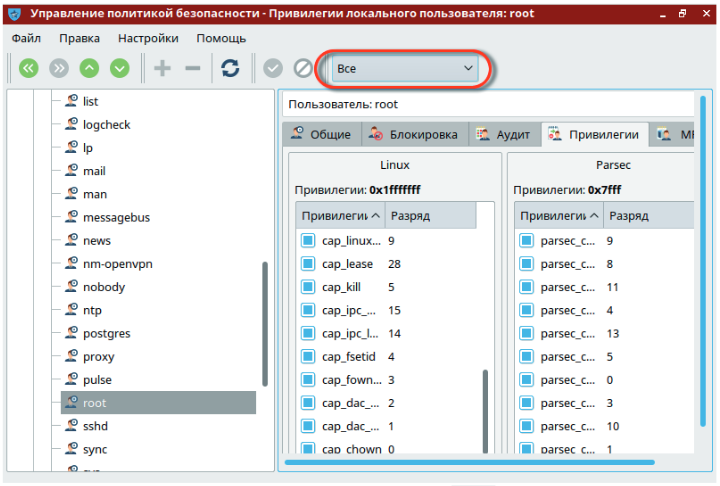 Управление политикой безопасности - Привилегии локального пользователя: root
Файл Правка Настройки Помощь
Все
list
logcheck
lp
mail
man
messagebus
news
nm-openvpn
nobody
ntp
postgres
proxy
pulse
root
sshd
sync
Пользователь: root
Общие Блокировка Аудит Привилегии
Linux
Привилегии: 0x1fffffff
Привилегии Разряд
cap_linux... 9
cap_lease 28
cap_kill 5
cap_ipc_... 15
cap_ipc_l... 14
cap_fsetid 4
cap_fown... 3
cap_dac_... 2
cap_dac_... 1
cap_chown 0
Parsec
Привилегии: 0x7fff
Привилегии Разряд
parsec_c... 9
parsec_c... 8
parsec_c... 11
parsec_c... 4
parsec_c... 13
parsec_c... 5
parsec_c... 0
parsec_c... 3
parsec_c... 10
parsec_c... 1